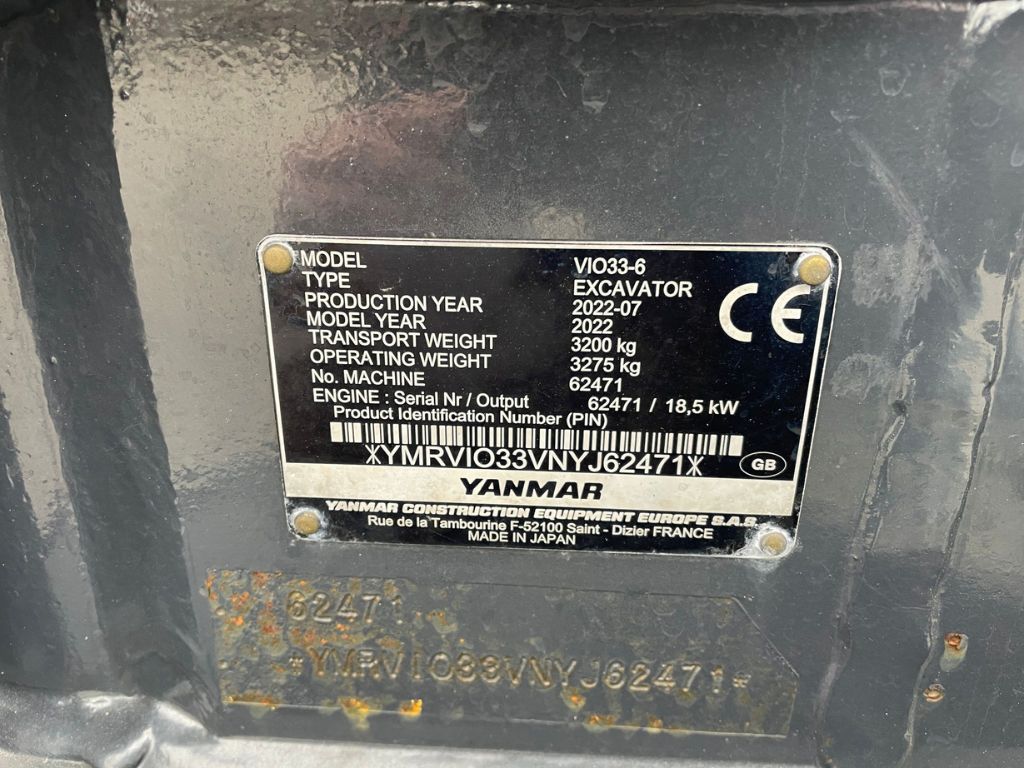 MODEL VIO33-6
TYPE EXCAVATOR
PRODUCTION YEAR 2022-07
MODEL YEAR 2022
TRANSPORT WEIGHT 3200 kg
OPERATING WEIGHT 3275 kg
No. MACHINE 62471
ENGINE : Serial Nr / Output 62471 / 18,5 kW
Product Identification Number (PIN)
*YMRVIO33VNYJ62471*
CE
GB
YANMAR
YANMAR CONSTRUCTION EQUIPMENT EUROPE S.A.S.
Rue de la Tambourine F-52100 Saint - Dizier FRANCE
MADE IN JAPAN
62471
*YMRVIO33VNYJ62471*